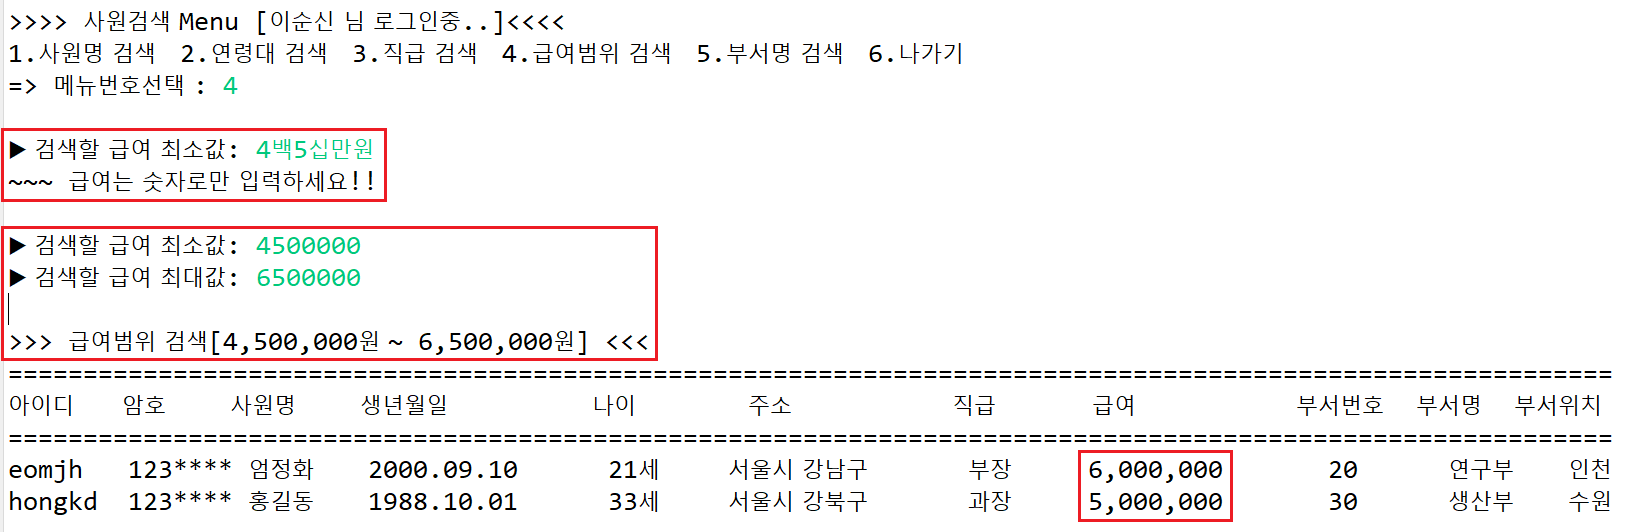 >>>> 사원검색 Menu [이순신 님 로그인중..]<<<<
1.사원명 검색  2.연령대 검색  3.직급 검색  4.급여범위 검색  5.부서명 검색  6.나가기
=> 메뉴번호선택 : 4
▶ 검색할 급여 최소값: 4백5십만원
~~~ 급여는 숫자로만 입력하세요!!
▶ 검색할 급여 최소값: 4500000
▶ 검색할 급여 최대값: 6500000
>>> 급여범위 검색[4,500,000원 ~ 6,500,000원] <<<
===========================================================================================================
아이디 암호 사원명 생년월일 나이 주소 직급 급여 부서번호 부서명 부서위치
===========================================================================================================
eomjh 123**** 엄정화 2000.09.10 21세 서울시 강남구 부장 6,000,000 20 연구부 인천
hongkd 123**** 홍길동 1988.10.01 33세 서울시 강북구 과장 5,000,000 30 생산부 수원